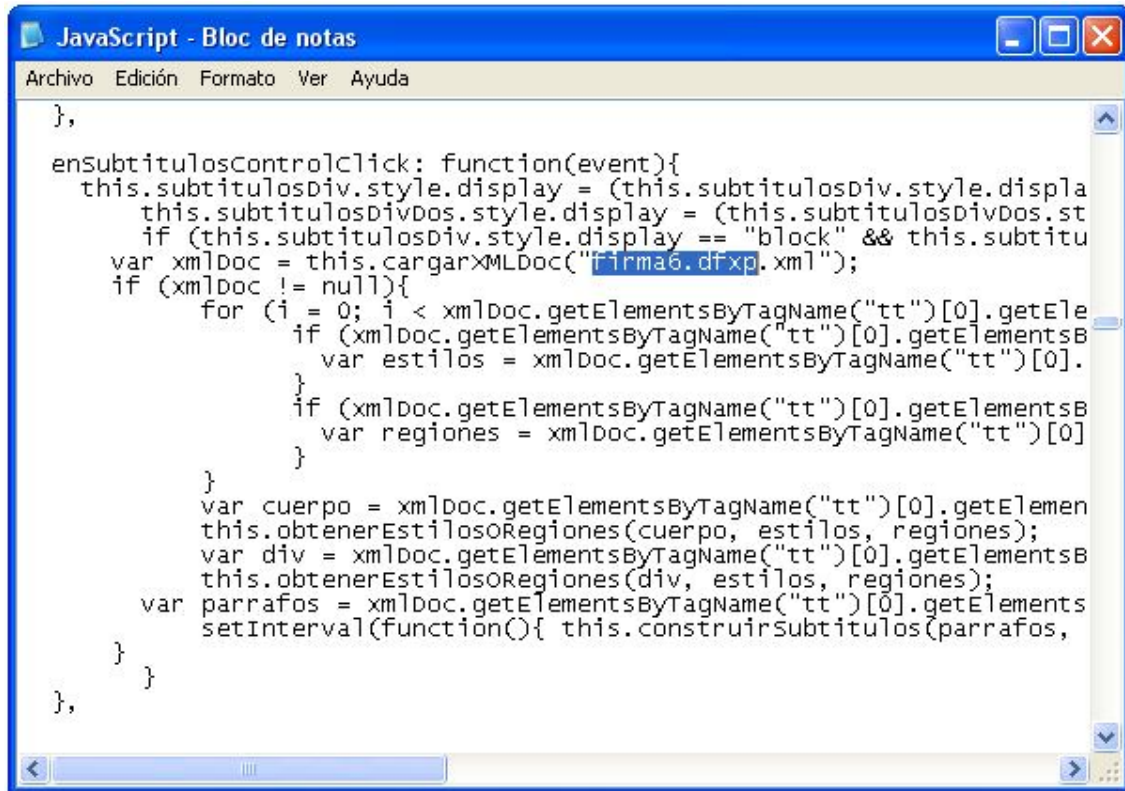 JavaScript - Bloc de notas
Archivo Edición Formato Ver Ayuda
},
enSubtitulosControlClick: function(event){
this.subtitulosDiv.style.display = (this.subtitulosDiv.style.displa
this.subtitulosDivDos.style.display = (this.subtitulosDivDos.st
if (this.subtitulosDiv.style.display == "block" && this.subtitu
var xmlDoc = this.cargarXMLDoc("firma6.dfxp.xml");
if (xmlDoc != null){
for (i = 0; i < xmlDoc.getElementsByTagName("tt")[0].getEle
if (xmlDoc.getElementsByTagName("tt")[0].getElementsB
var estilos = xmlDoc.getElementsByTagName("tt")[0].
}
if (xmlDoc.getElementsByTagName("tt")[0].getElementsB
var regiones = xmlDoc.getElementsByTagName("tt")[0]
}
}
var cuerpo = xmlDoc.getElementsByTagName("tt")[0].getElemen
this.obtenerEstilosORegiones(cuerpo, estilos, regiones);
var div = xmlDoc.getElementsByTagName("tt")[0].getElementsB
this.obtenerEstilosORegiones(div, estilos, regiones);
var parrafos = xmlDoc.getElementsByTagName("tt")[0].getElements
setInterval(function(){ this.construirSubtitulos(parrafos,
}
}
},